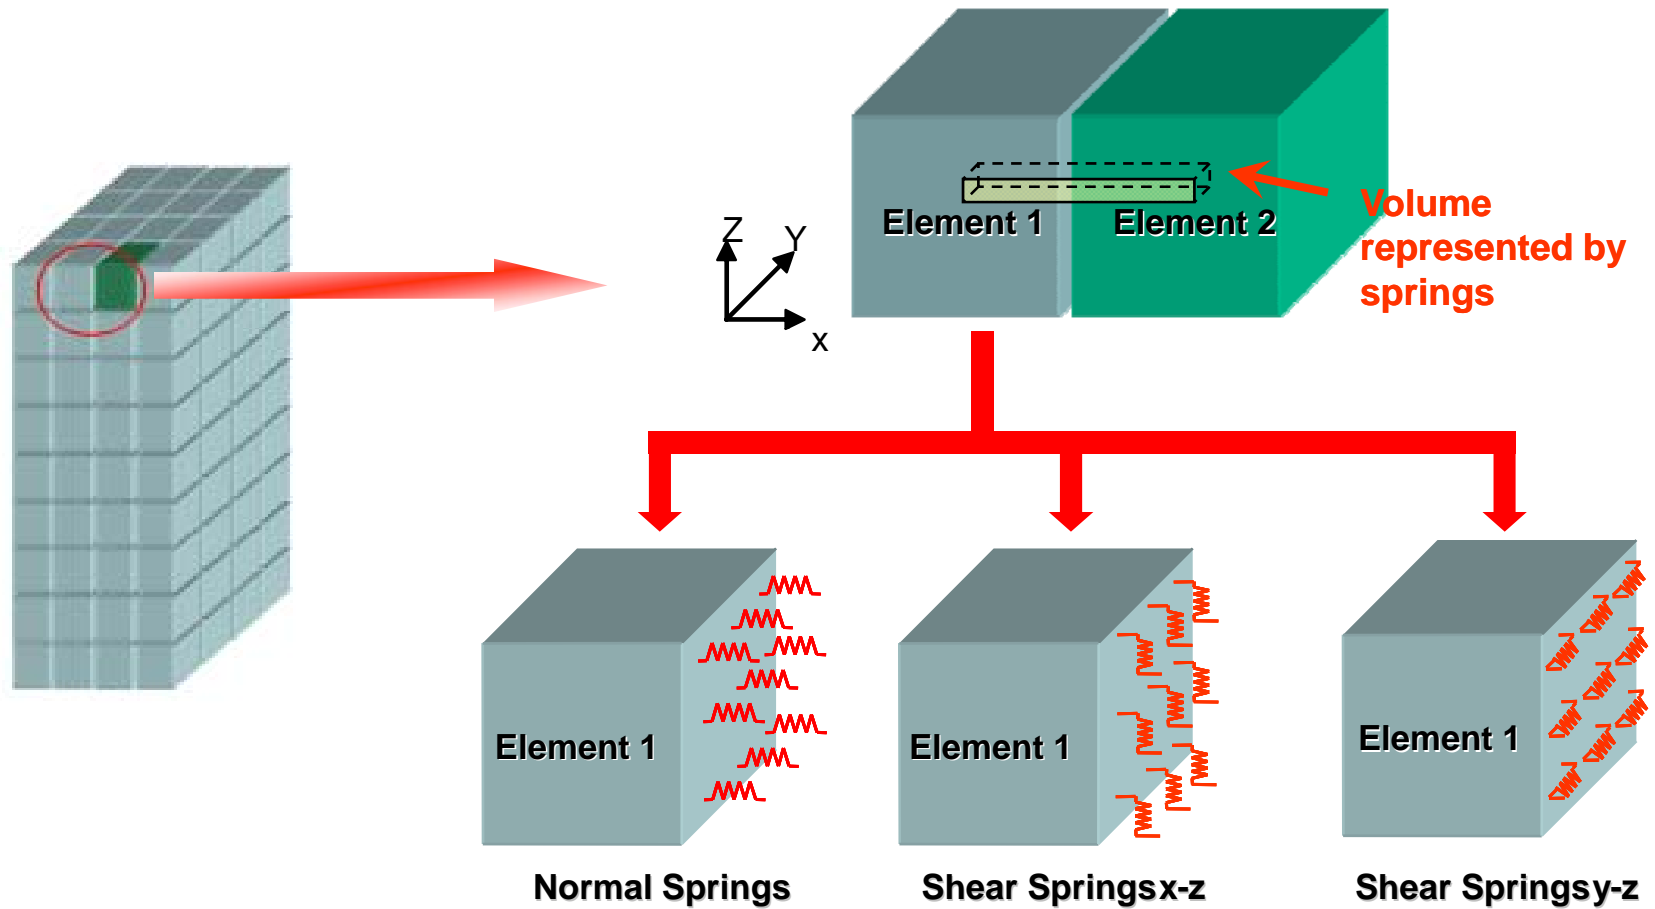 Element 1
Element 2
Volume
represented by
springs
Z
Y
x
Element 1
Element 1
Element 1
Normal Springs
Shear Springsx-z
Shear Springsy-z